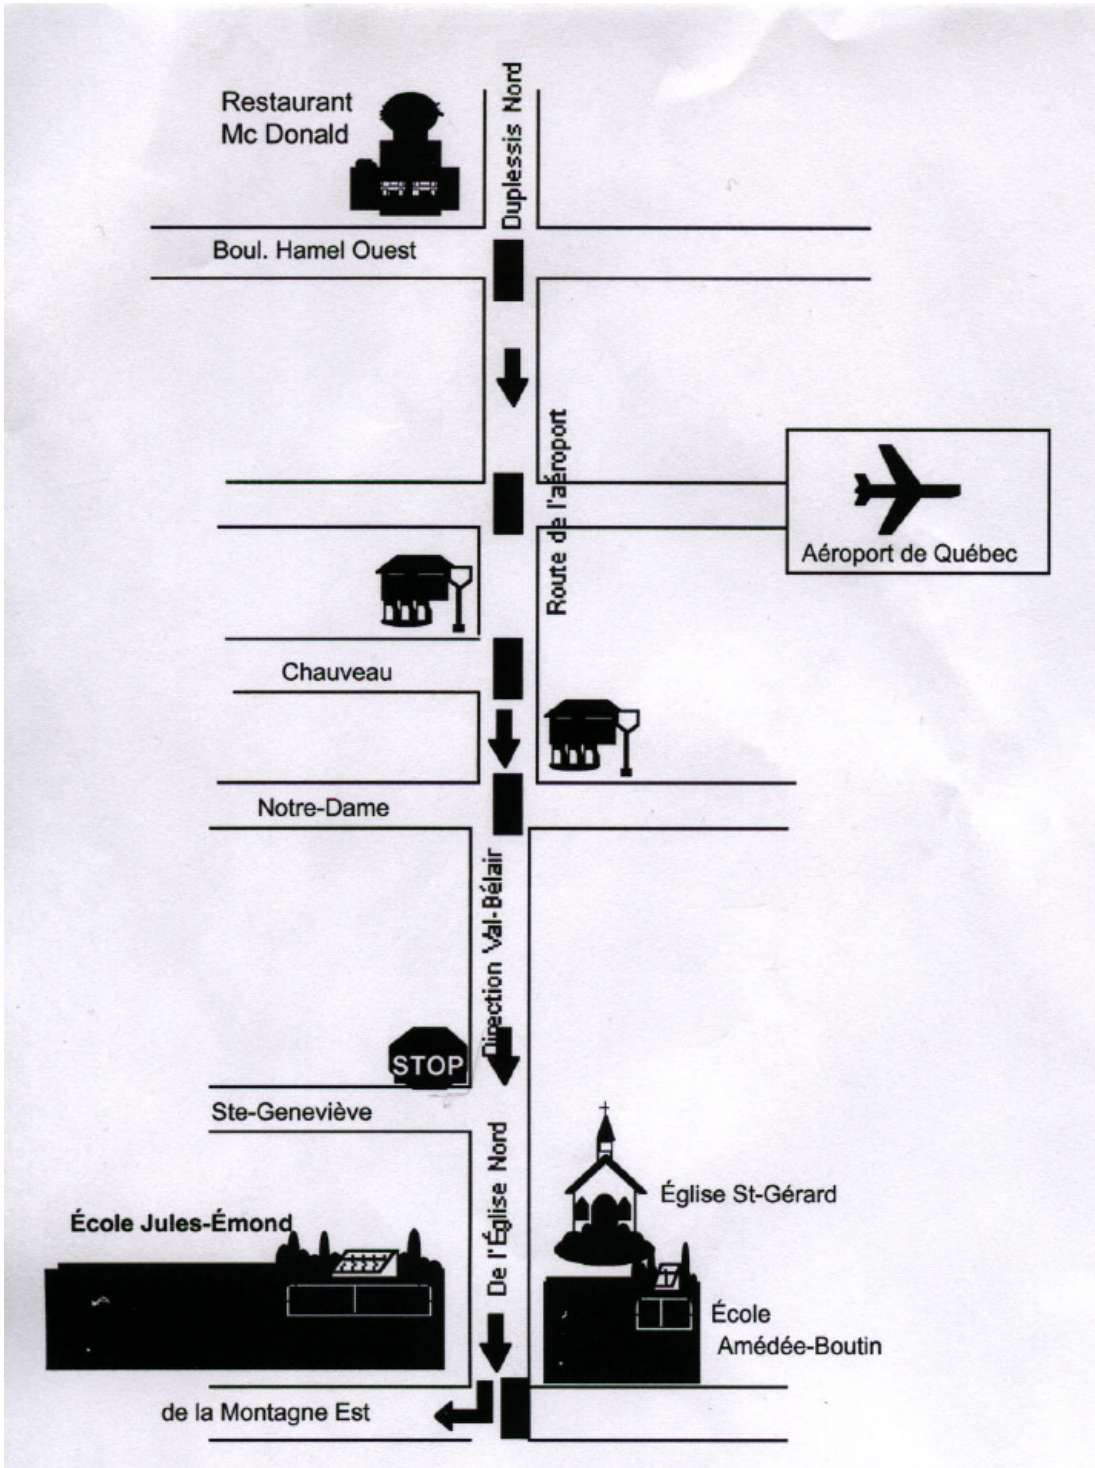 Restaurant
Mc Donald
Duplessis Nord
Boul. Hamel Ouest
Route de l'aéroport
Aéroport de Québec
Chauveau
Notre-Dame
Direction Val-Bélair
STOP
Ste-Geneviève
De l'Église Nord
Église St-Gérard
École Jules-Émond
École
Amédée-Boutin
de la Montagne Est